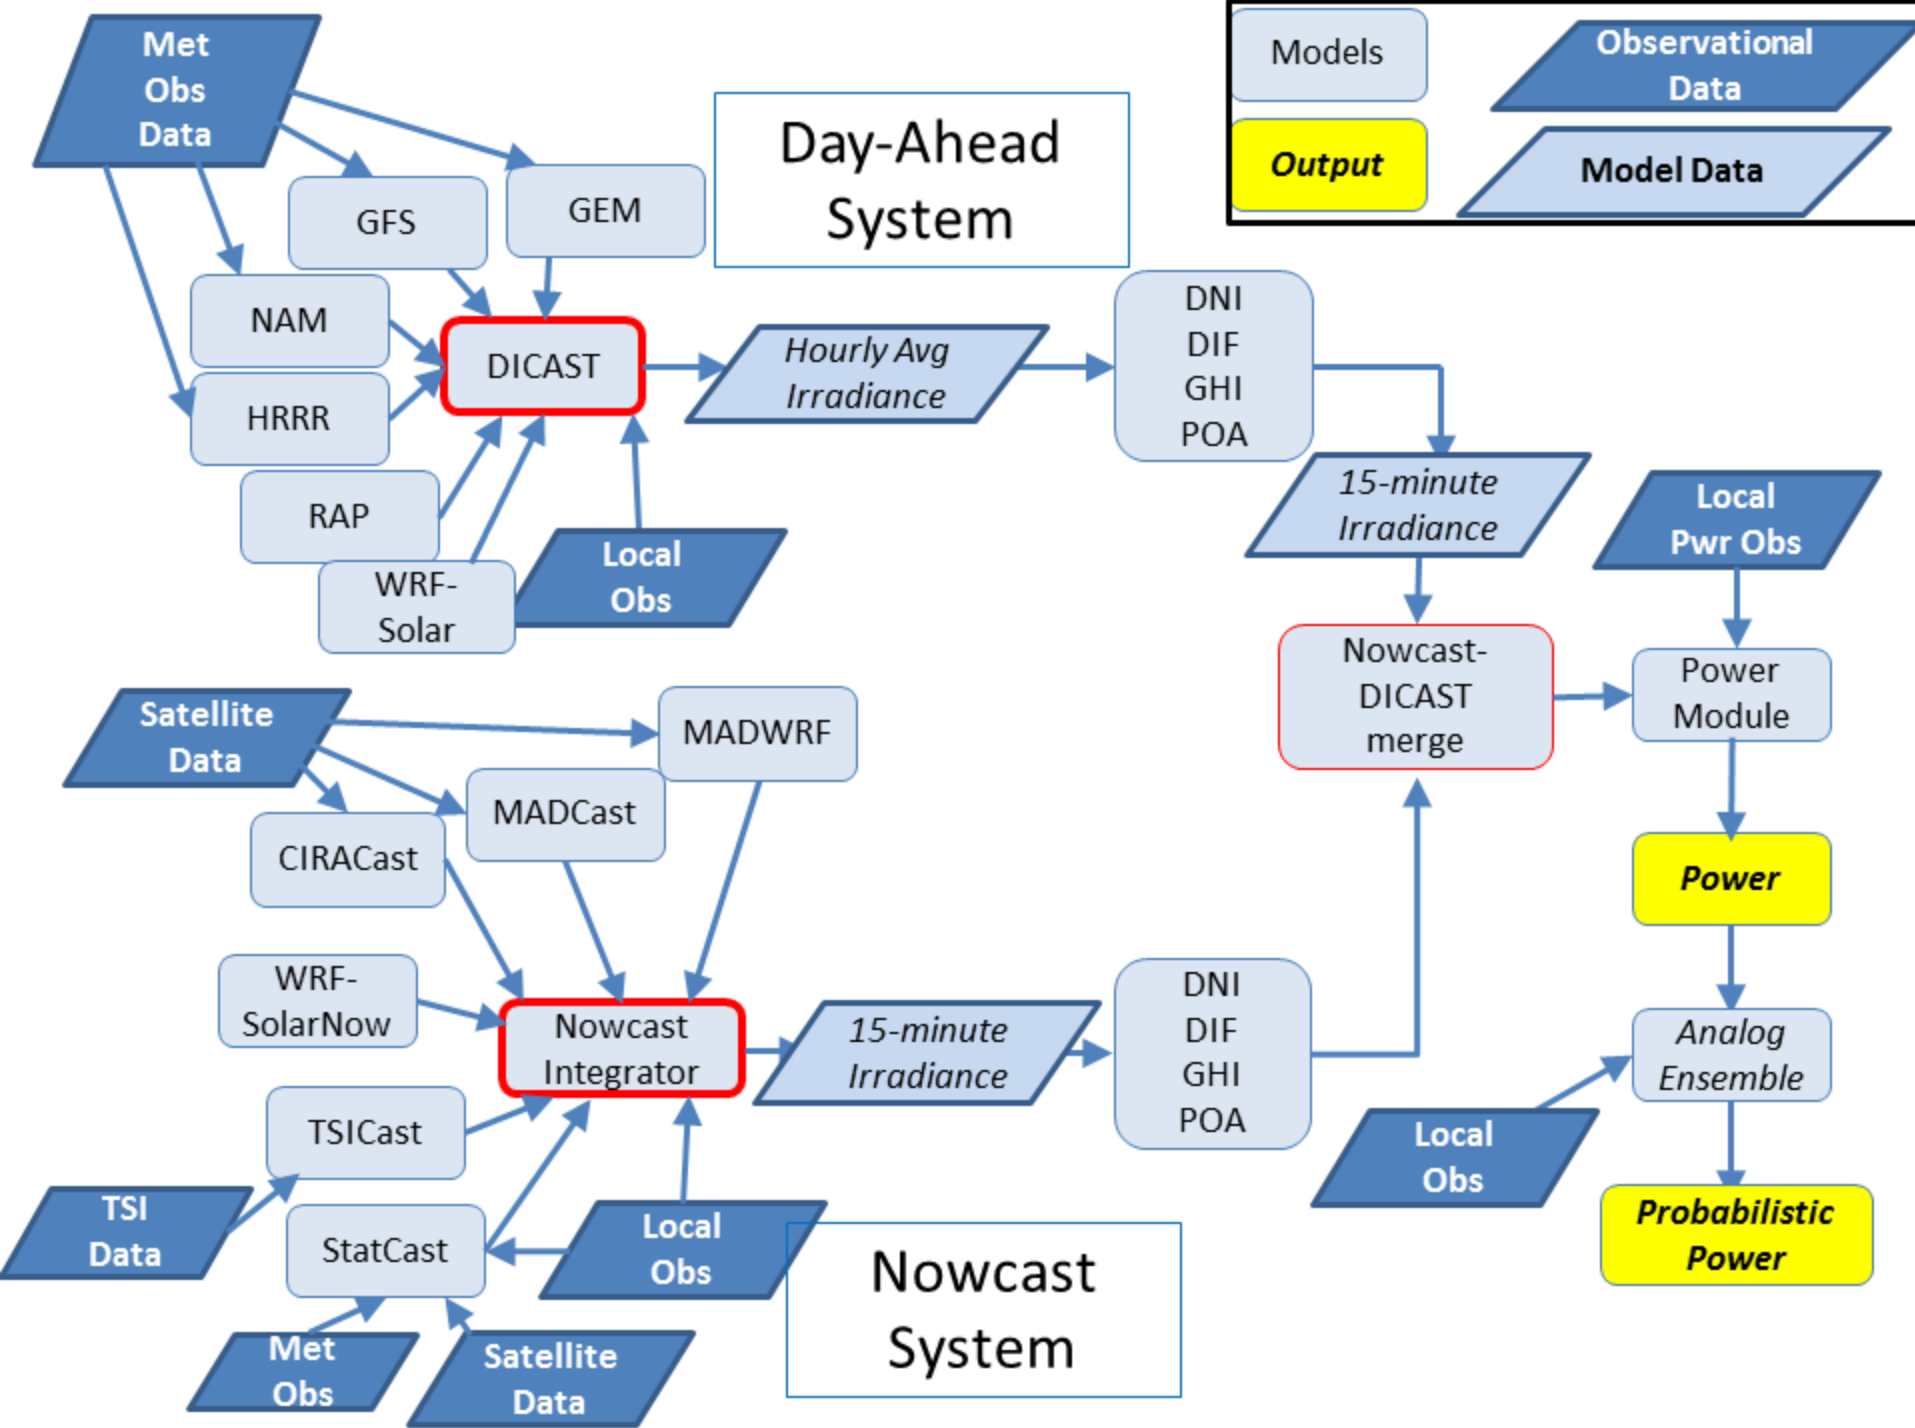 Met
Obs
Data
Models
Observational
Data
Output
Model Data
Day-Ahead
System
GFS
GEM
NAM
DICAST
HRRR
RAP
WRF-
Solar
Local
Obs
Hourly Avg
Irradiance
DNI
DIF
GHI
POA
15-minute
Irradiance
Local
Pwr Obs
Nowcast-
DICAST
merge
Power
Module
Power
Analog
Ensemble
Local
Obs
Probabilistic
Power
Satellite
Data
MADWRF
MADCast
CIRACast
WRF-
SolarNow
Nowcast
Integrator
15-minute
Irradiance
DNI
DIF
GHI
POA
TSICast
TSI
Data
StatCast
Local
Obs
Met
Obs
Satellite
Data
Nowcast
System